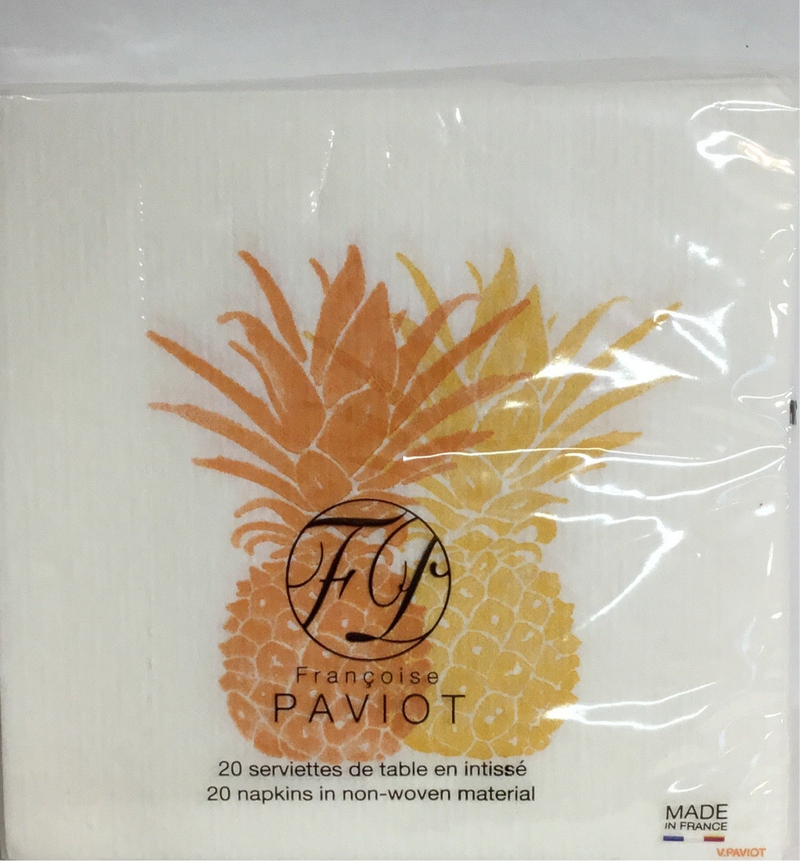 FP
Françoise
PAVIOT
20 serviettes de table en intissé
20 napkins in non-woven material
MADE
IN FRANCE
V.PAVIOT